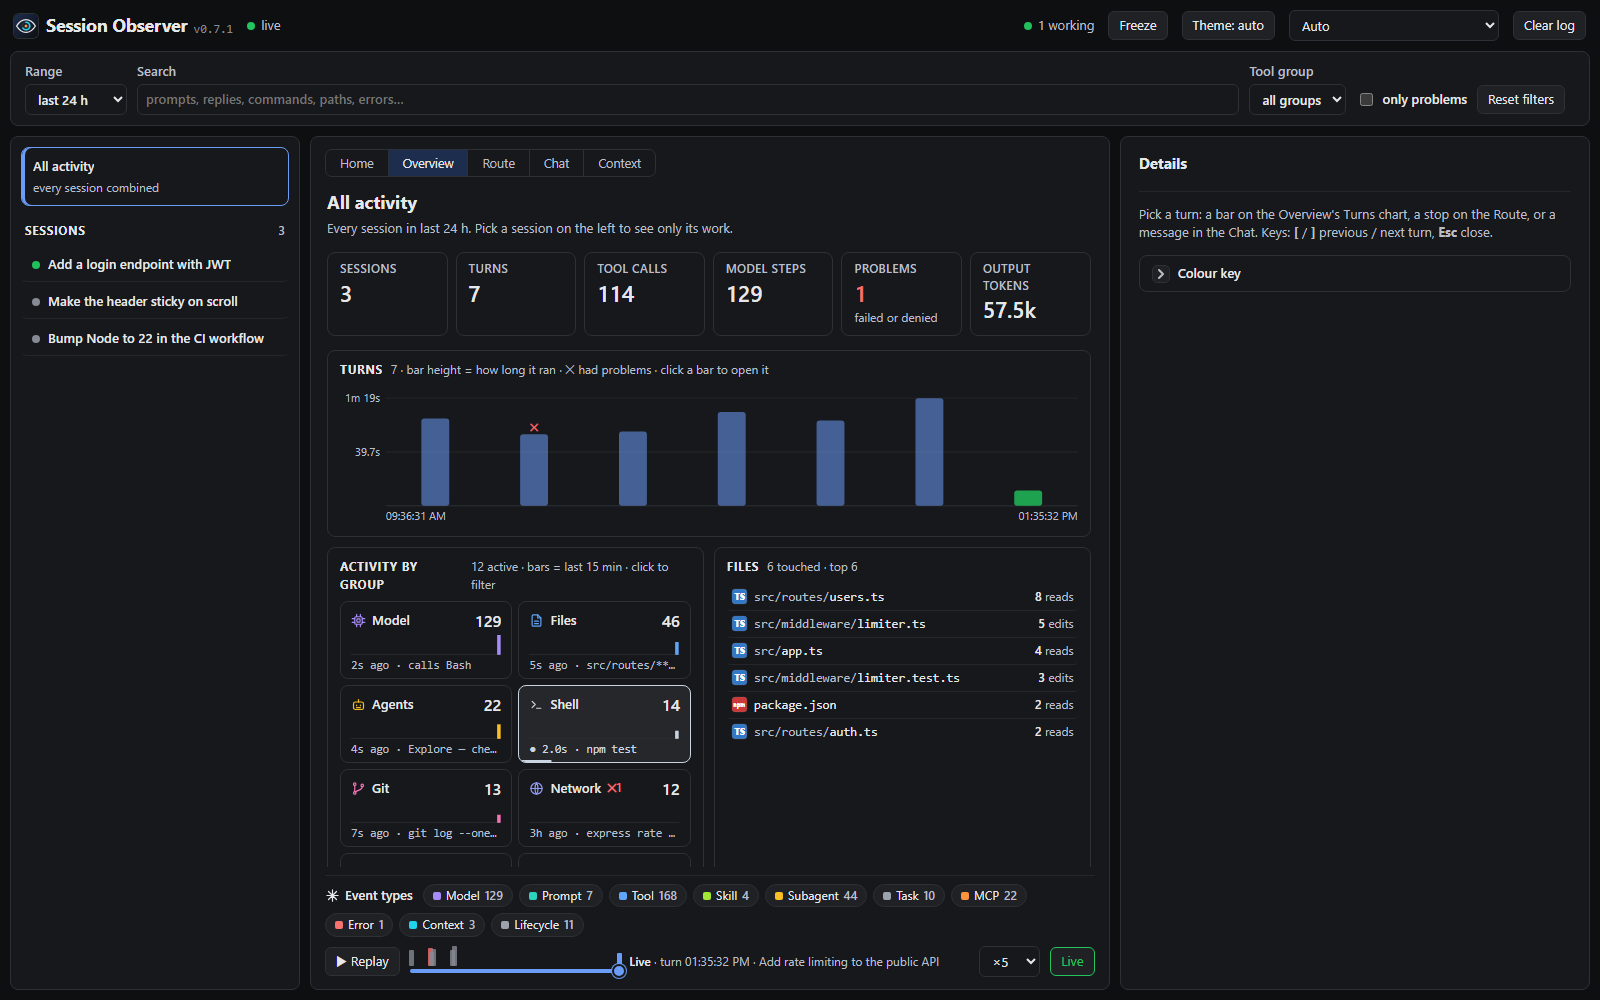 Session Observer v0.7.1 live
1 working Freeze Theme: auto Auto Clear log
Range Search Tool group
last 24 h prompts, replies, commands, paths, errors... all groups only problems Reset filters
All activity
every session combined
SESSIONS 3
Add a login endpoint with JWT
Make the header sticky on scroll
Bump Node to 22 in the CI workflow
Home Overview Route Chat Context
All activity
Every session in last 24 h. Pick a session on the left to see only its work.
SESSIONS
3
TURNS
7
TOOL CALLS
114
MODEL STEPS
129
PROBLEMS
1
failed or denied
OUTPUT
TOKENS
57.5k
TURNS 7 · bar height = how long it ran · ✕ had problems · click a bar to open it
1m 19s
39.7s
09:36:31 AM 01:35:32 PM
ACTIVITY BY
GROUP
12 active · bars = last 15 min · click to
filter
Model 129
2s ago · calls Bash
Files 46
5s ago · src/routes/**…
Agents 22
4s ago · Explore — che…
Shell 14
2.0s · npm test
Git 13
7s ago · git log --one…
Network ✕1 12
3h ago · express rate …
FILES 6 touched · top 6
TS src/routes/users.ts 8 reads
TS src/middleware/limiter.ts 5 edits
TS src/app.ts 4 reads
TS src/middleware/limiter.test.ts 3 edits
npm package.json 2 reads
TS src/routes/auth.ts 2 reads
Event types Model 129 Prompt 7 Tool 168 Skill 4 Subagent 44 Task 10 MCP 22
Error 1 Context 3 Lifecycle 11
Replay Live · turn 01:35:32 PM · Add rate limiting to the public API ×5 Live
Details
Pick a turn: a bar on the Overview's Turns chart, a stop on the Route, or a
message in the Chat. Keys: [ / ] previous / next turn, Esc close.
Colour key